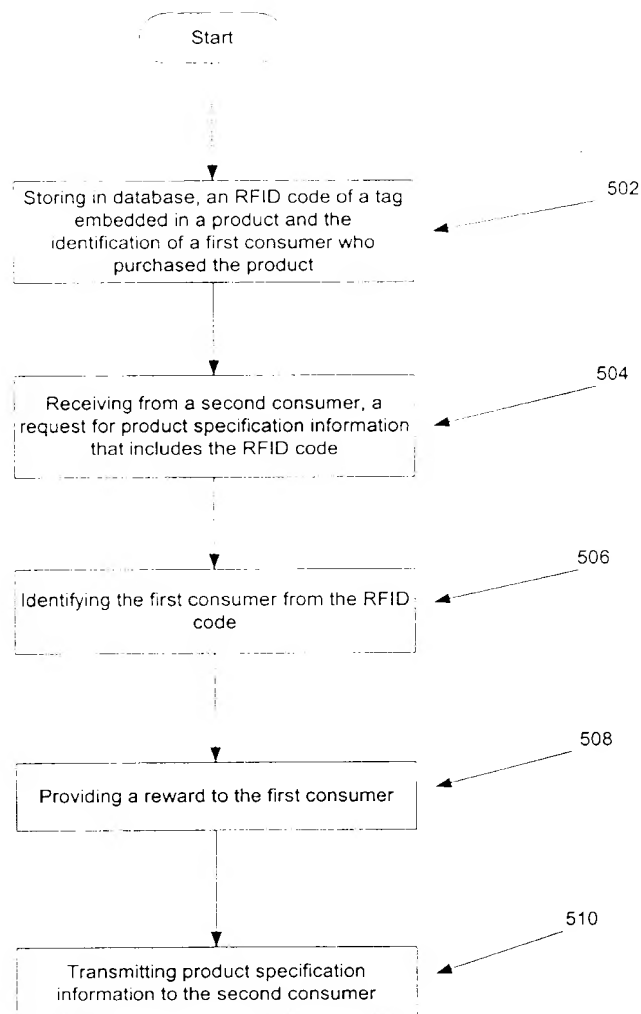 Start
Storing in database, an RFID code of a tag
embedded in a product and the
identification of a first consumer who
purchased the product
502
Receiving from a second consumer, a
request for product specification information
that includes the RFID code
504
Identifying the first consumer from the RFID
code
506
Providing a reward to the first consumer
508
Transmitting product specification
information to the second consumer
510